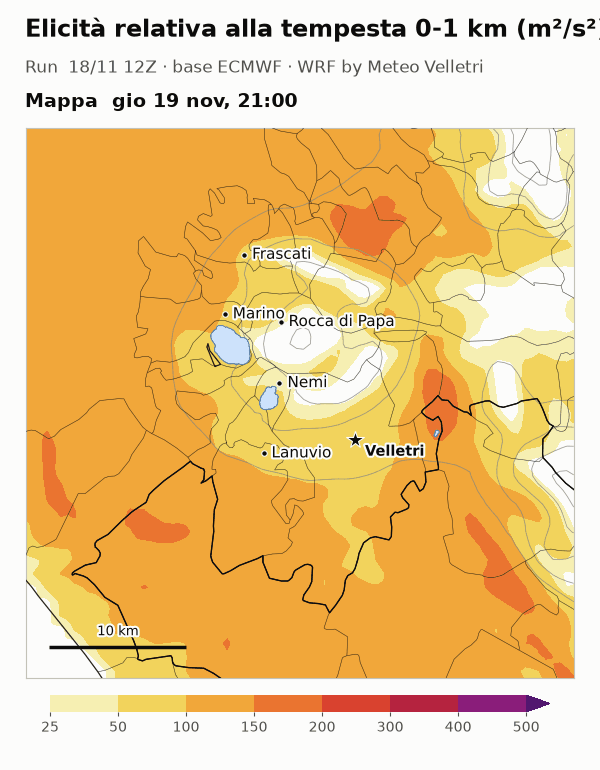 Elicità relativa alla tempesta 0-1 km (m²/s²)
Run  18/11 12Z · base ECMWF · WRF by Meteo Velletri
Mappa  gio 19 nov, 21:00
Frascati
Marino
Rocca di Papa
Nemi
Velletri
Lanuvio
10 km
25 50 100 150 200 300 400 500